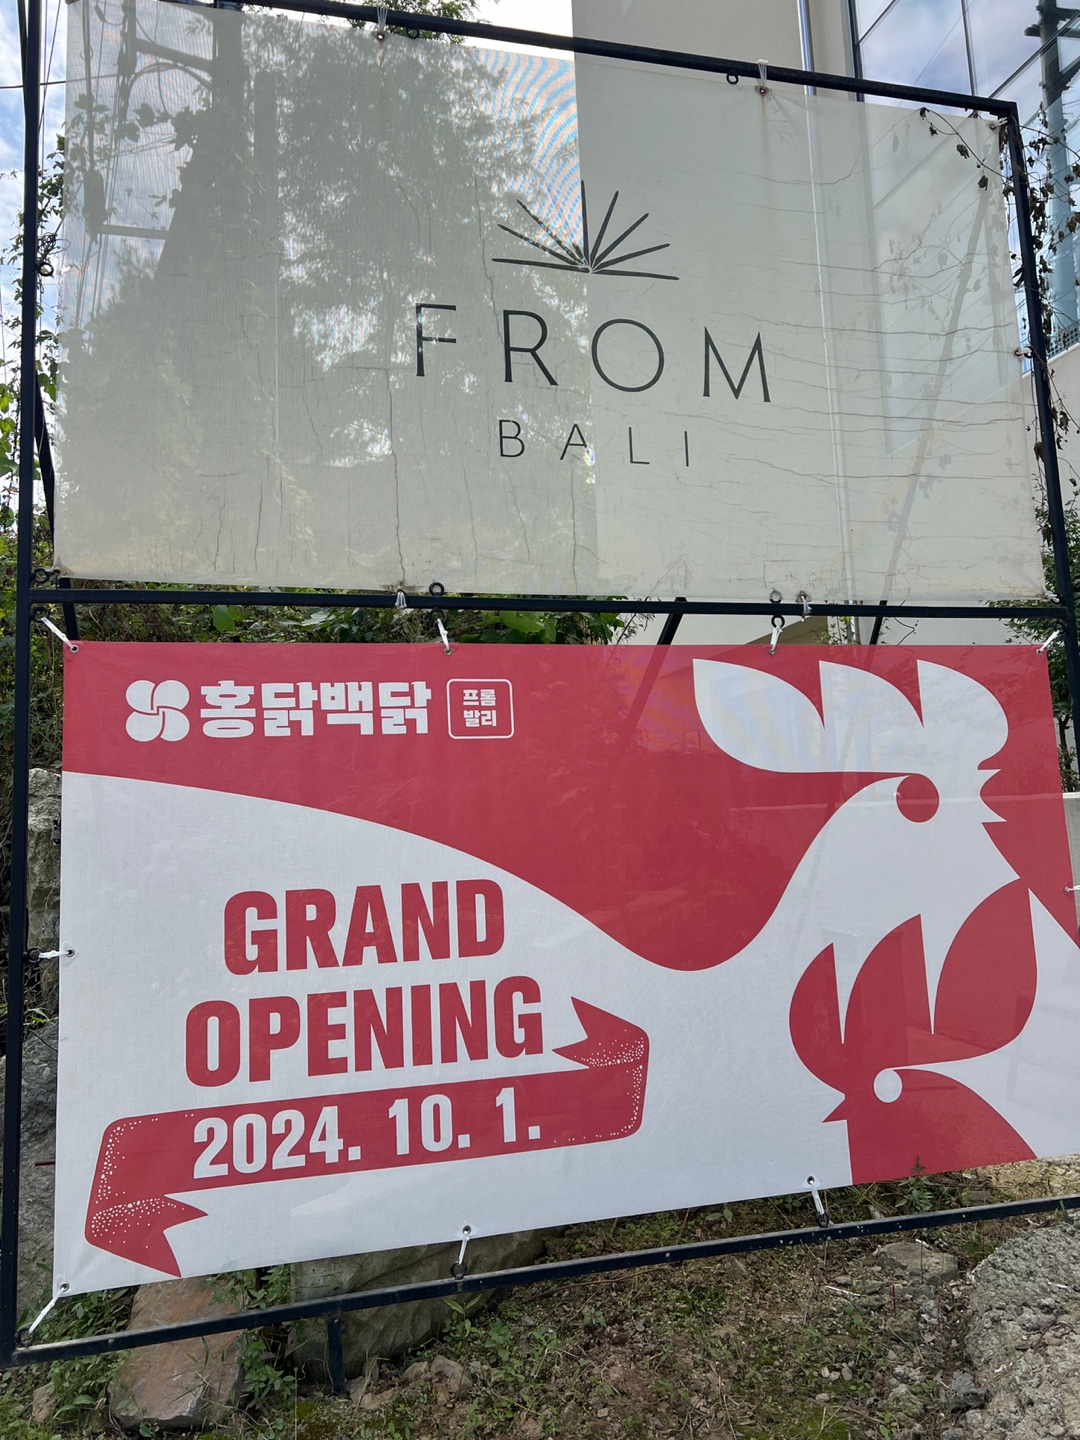 FROM
BALI
홍닭백닭
프롬
발리
GRAND
OPENING
2024. 10. 1.